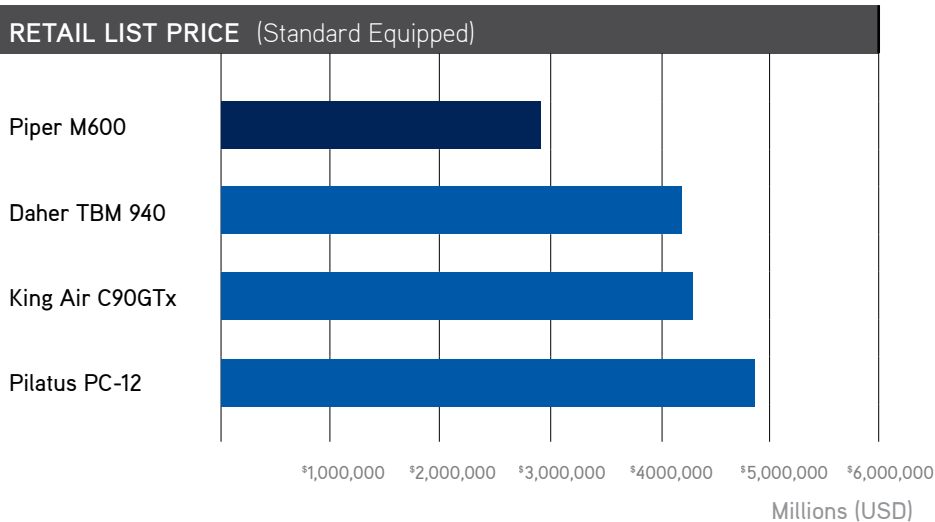 RETAIL LIST PRICE (Standard Equipped)
Piper M600
Daher TBM 940
King Air C90GTx
Pilatus PC-12
$1,000,000 $2,000,000 $3,000,000 $4000,000 $5,000,000 $6,000,000
Millions (USD)